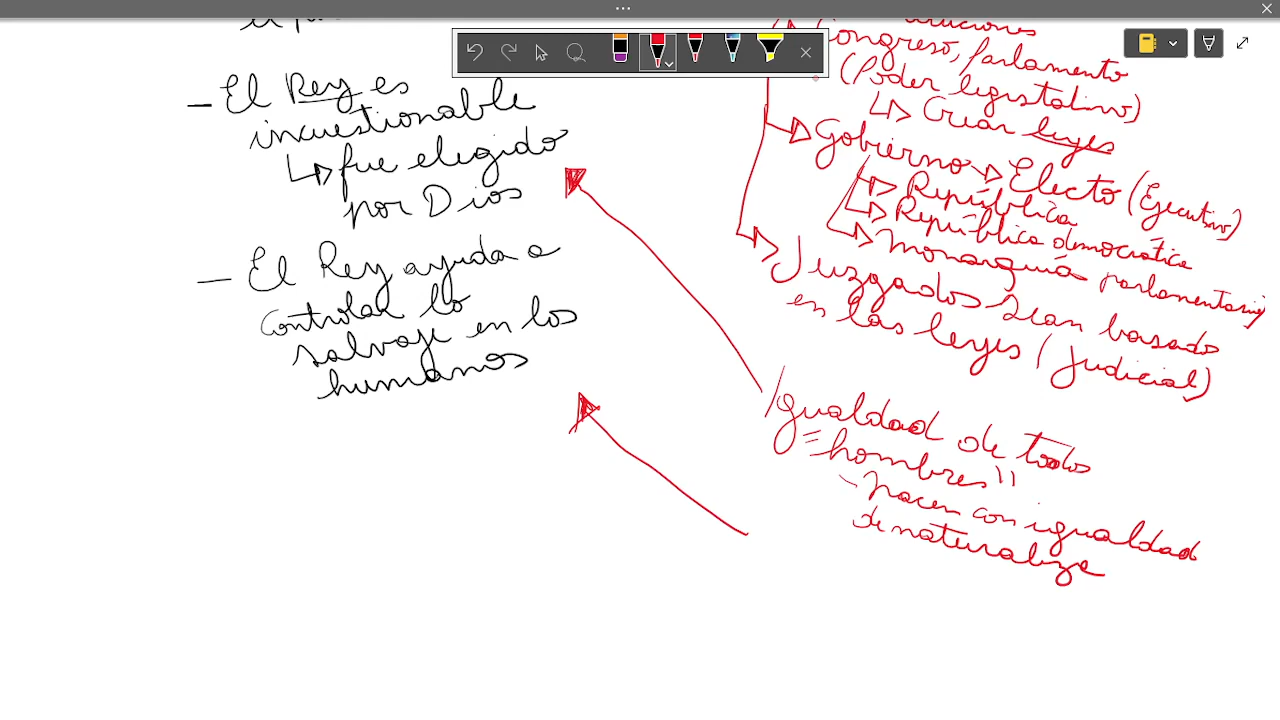 - El Rey es
incuestionable
↳ fue elegido
por Dios
- El Rey ayuda a
controlar lo
salvaje en los
humanos
Congreso, parlamento
(Poder legislativo)
↳ Crear leyes
Gobierno → Electo (Ejecutivo)
→ República
→ República democrática
→ Monarquía parlamentaria
Juzgados sean basado
en las leyes (judicial)
Igualdad de todos
"hombres"
- nacen con igualdad
de naturaleza